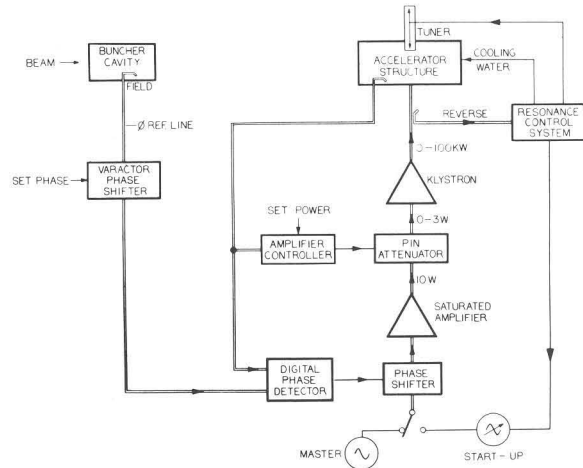 TUNER
BUNCHER
CAVITY
BEAM
FIELD
ACCELERATOR
STRUCTURE
COOLING
WATER
Ø REF. LINE
REVERSE
RESONANCE
CONTROL
SYSTEM
0-100KW
SET PHASE
VARACTOR
PHASE
SHIFTER
KLYSTRON
SET POWER
0-3W
AMPLIFIER
CONTROLLER
PIN
ATTENUATOR
10W
SATURATED
AMPLIFIER
DIGITAL
PHASE
DETECTOR
PHASE
SHIFTER
MASTER
START-UP